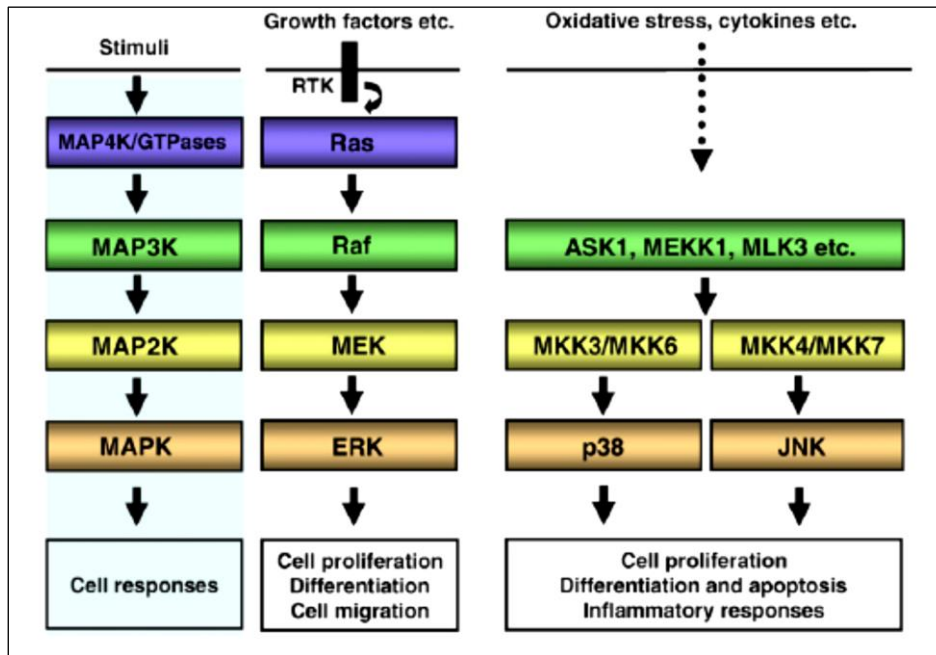 Growth factors etc.
Oxidative stress, cytokines etc.
Stimuli
RTK
MAP4K/GTPases
Ras
MAP3K
Raf
ASK1, MEKK1, MLK3 etc.
MAP2K
MEK
MKK3/MKK6
MKK4/MKK7
MAPK
ERK
p38
JNK
Cell responses
Cell proliferation
Differentiation
Cell migration
Cell proliferation
Differentiation and apoptosis
Inflammatory responses